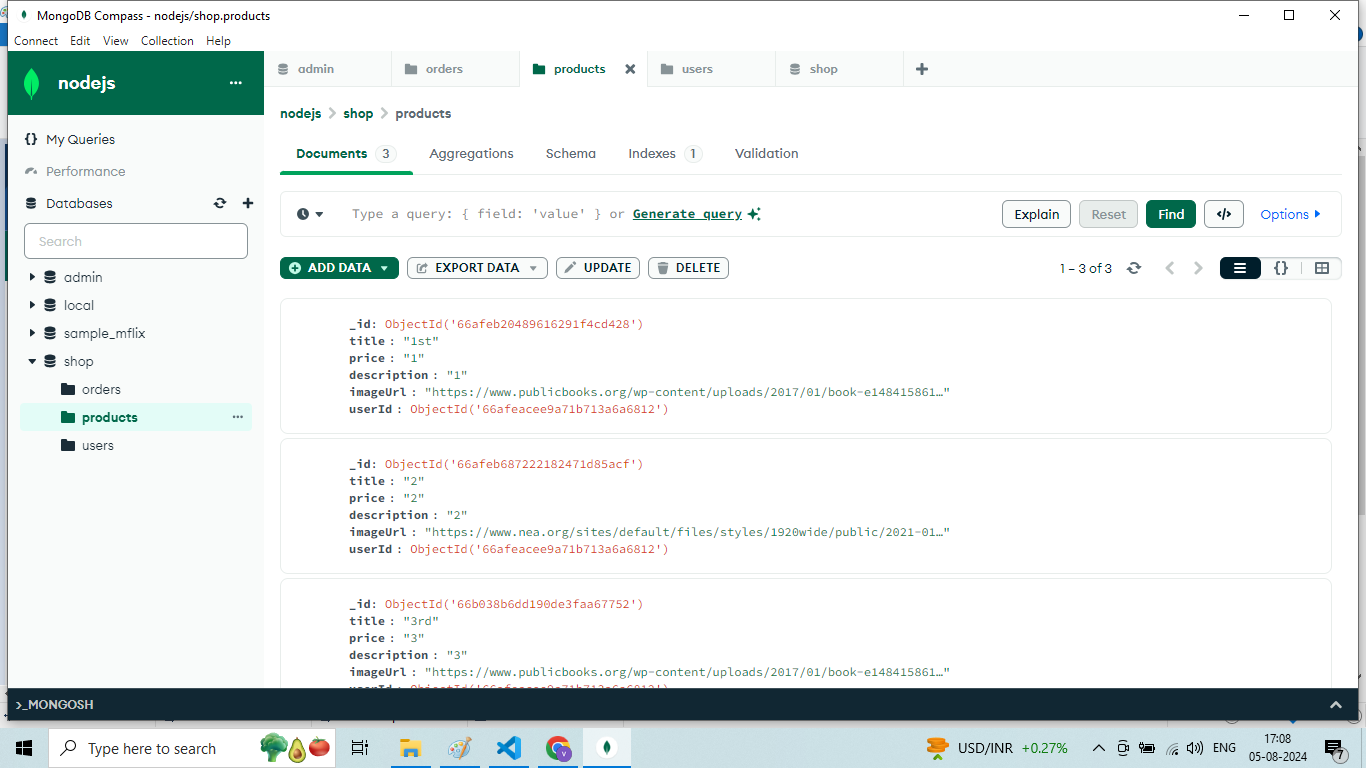 MongoDB Compass - nodejs/shop.products
Connect Edit View Collection Help
nodejs ...
admin orders products users shop
nodejs > shop > products
{} My Queries
Performance
Databases
Search
admin
local
sample_mflix
shop
orders
products ...
users
Documents 3 Aggregations Schema Indexes 1 Validation
Type a query: { field: 'value' } or Generate query
Explain Reset Find </> Options
ADD DATA EXPORT DATA UPDATE DELETE
1 – 3 of 3 {}
_id: ObjectId('66afeb20489616291f4cd428')
title : "1st"
price : "1"
description : "1"
imageUrl : "https://www.publicbooks.org/wp-content/uploads/2017/01/book-e148415861…"
userId : ObjectId('66afeacee9a71b713a6a6812')
_id: ObjectId('66afeb687222182471d85acf')
title : "2"
price : "2"
description : "2"
imageUrl : "https://www.nea.org/sites/default/files/styles/1920wide/public/2021-01…"
userId : ObjectId('66afeacee9a71b713a6a6812')
_id: ObjectId('66b038b6dd190de3faa67752')
title : "3rd"
price : "3"
description : "3"
imageUrl : "https://www.publicbooks.org/wp-content/uploads/2017/01/book-e148415861…"
>_MONGOSH
Type here to search
V
USD/INR +0.27%
ENG
17:08
05-08-2024
7